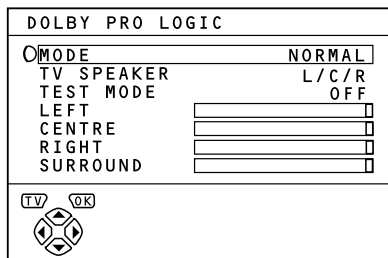 DOLBY PRO LOGIC
MODE NORMAL
TV SPEAKER L/C/R
TEST MODE OFF
LEFT
CENTRE
RIGHT
SURROUND
TV OK